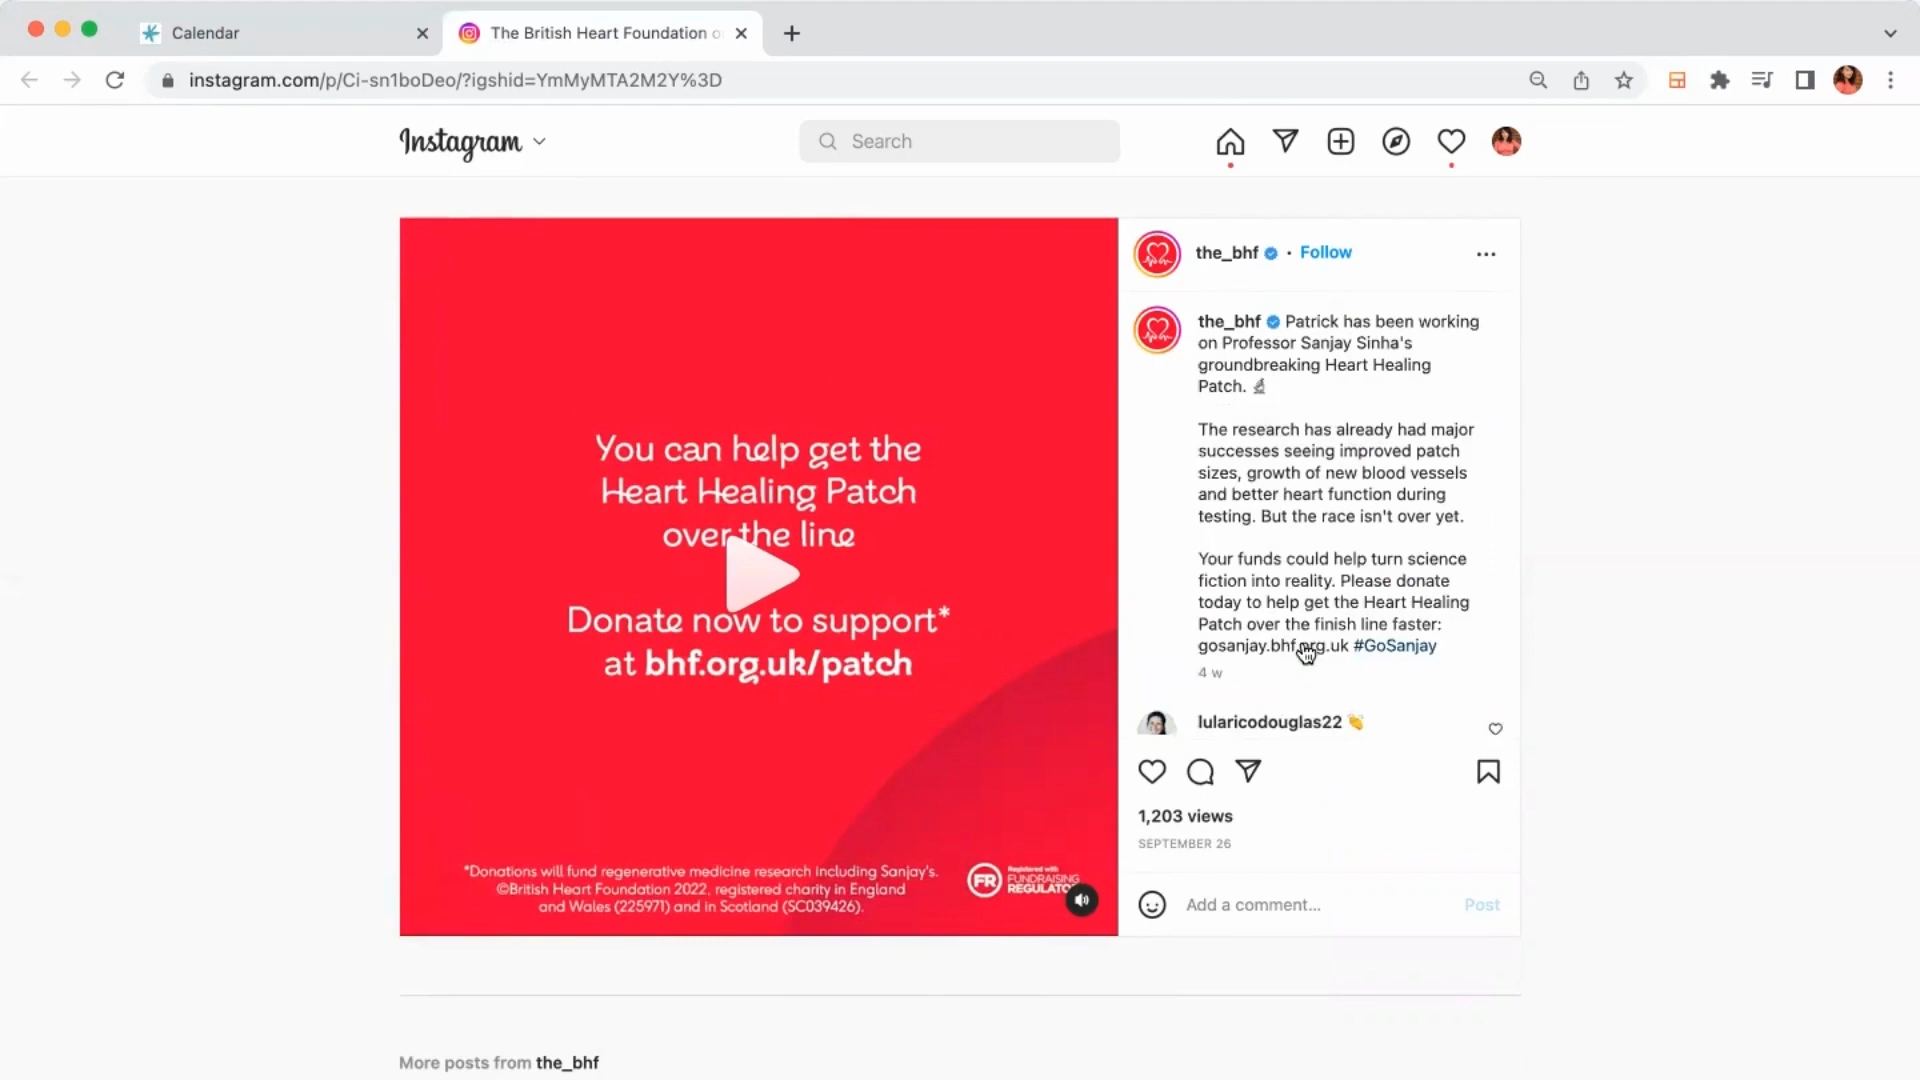 Calendar
The British Heart Foundation o
instagram.com/p/Ci-sn1boDeo/?igshid=YmMyMTA2M2Y%3D
Instagram
Search
You can help get the
Heart Healing Patch
over the line
Donate now to support*
at bhf.org.uk/patch
*Donations will fund regenerative medicine research including Sanjay's.
©British Heart Foundation 2022, registered charity in England
and Wales (225971) and in Scotland (SC039426).
FR
Registered with
FUNDRAISING
REGULATO
the_bhf • Follow
the_bhf Patrick has been working
on Professor Sanjay Sinha's
groundbreaking Heart Healing
Patch. 🔬
The research has already had major
successes seeing improved patch
sizes, growth of new blood vessels
and better heart function during
testing. But the race isn't over yet.
Your funds could help turn science
fiction into reality. Please donate
today to help get the Heart Healing
Patch over the finish line faster:
gosanjay.bhf.org.uk #GoSanjay
4 w
lularicodouglas22 👏
1,203 views
SEPTEMBER 26
Add a comment...
Post
More posts from the_bhf